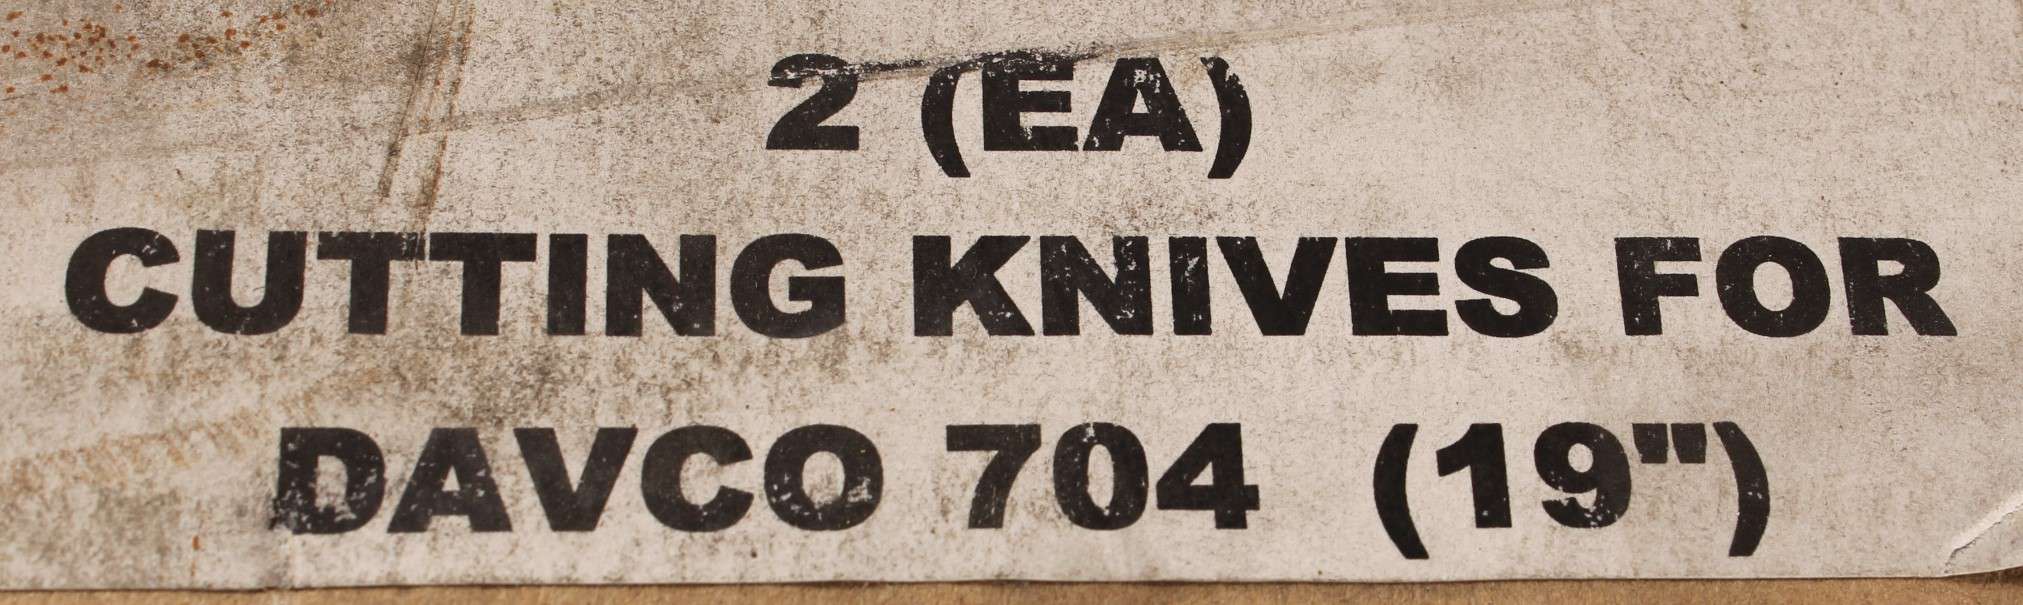 2 (EA)
CUTTING KNIVES FOR
DAVCO 704 (19")